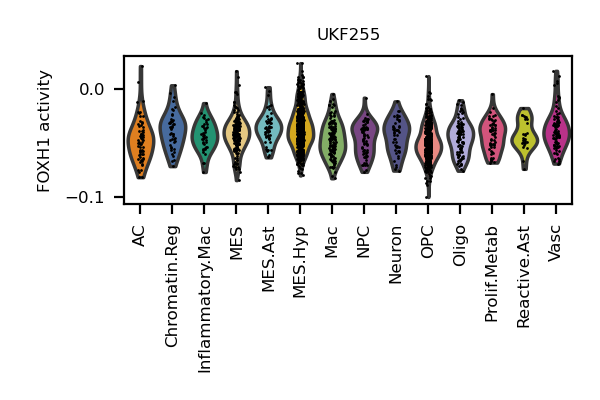 UKF255
FOXH1 activity
0.0
−0.1
AC
Chromatin.Reg
Inflammatory.Mac
MES
MES.Ast
MES.Hyp
Mac
NPC
Neuron
OPC
Oligo
Prolif.Metab
Reactive.Ast
Vasc